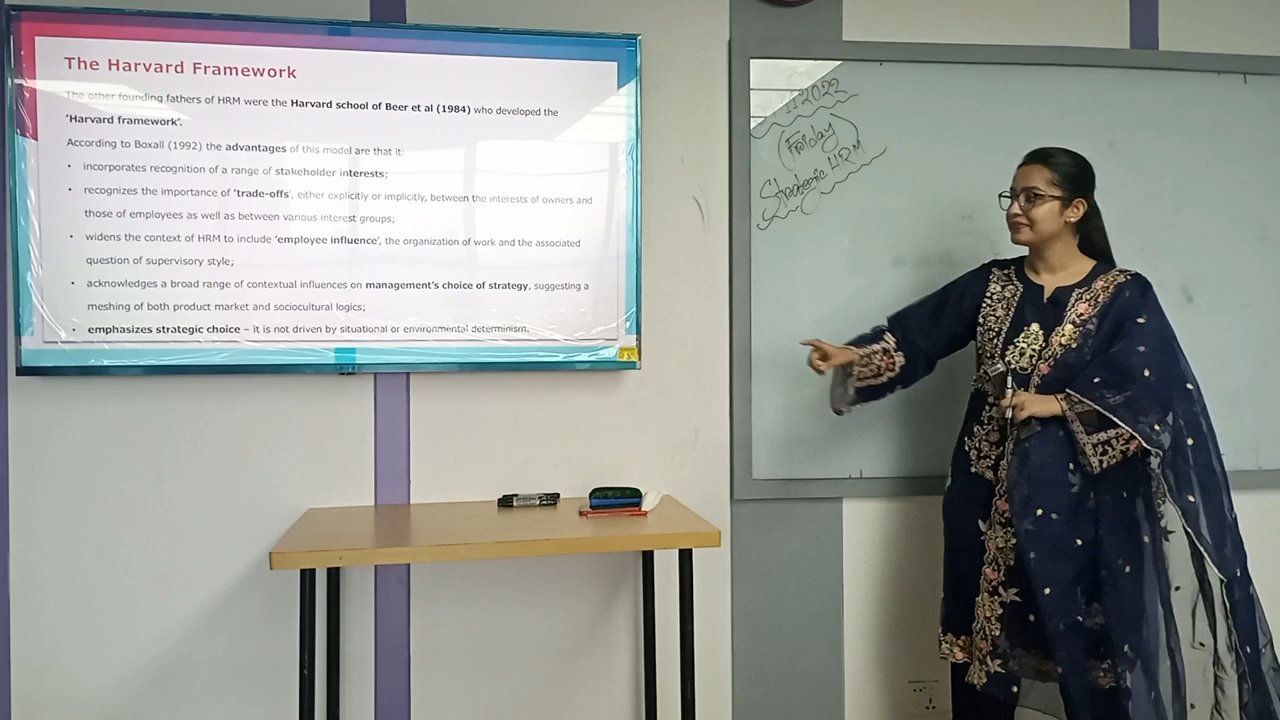 The Harvard Framework
The other founding fathers of HRM were the Harvard school of Beer et al (1984) who developed the
‘Harvard framework’.
According to Boxall (1992) the advantages of this model are that it:
• incorporates recognition of a range of stakeholder interests;
• recognizes the importance of ‘trade-offs’, either explicitly or implicitly, between the interests of owners and
those of employees as well as between various interest groups;
• widens the context of HRM to include ‘employee influence’, the organization of work and the associated
question of supervisory style;
• acknowledges a broad range of contextual influences on management’s choice of strategy, suggesting a
meshing of both product market and sociocultural logics;
• emphasizes strategic choice – it is not driven by situational or environmental determinism.
2022
(Friday)
Strategic HRM